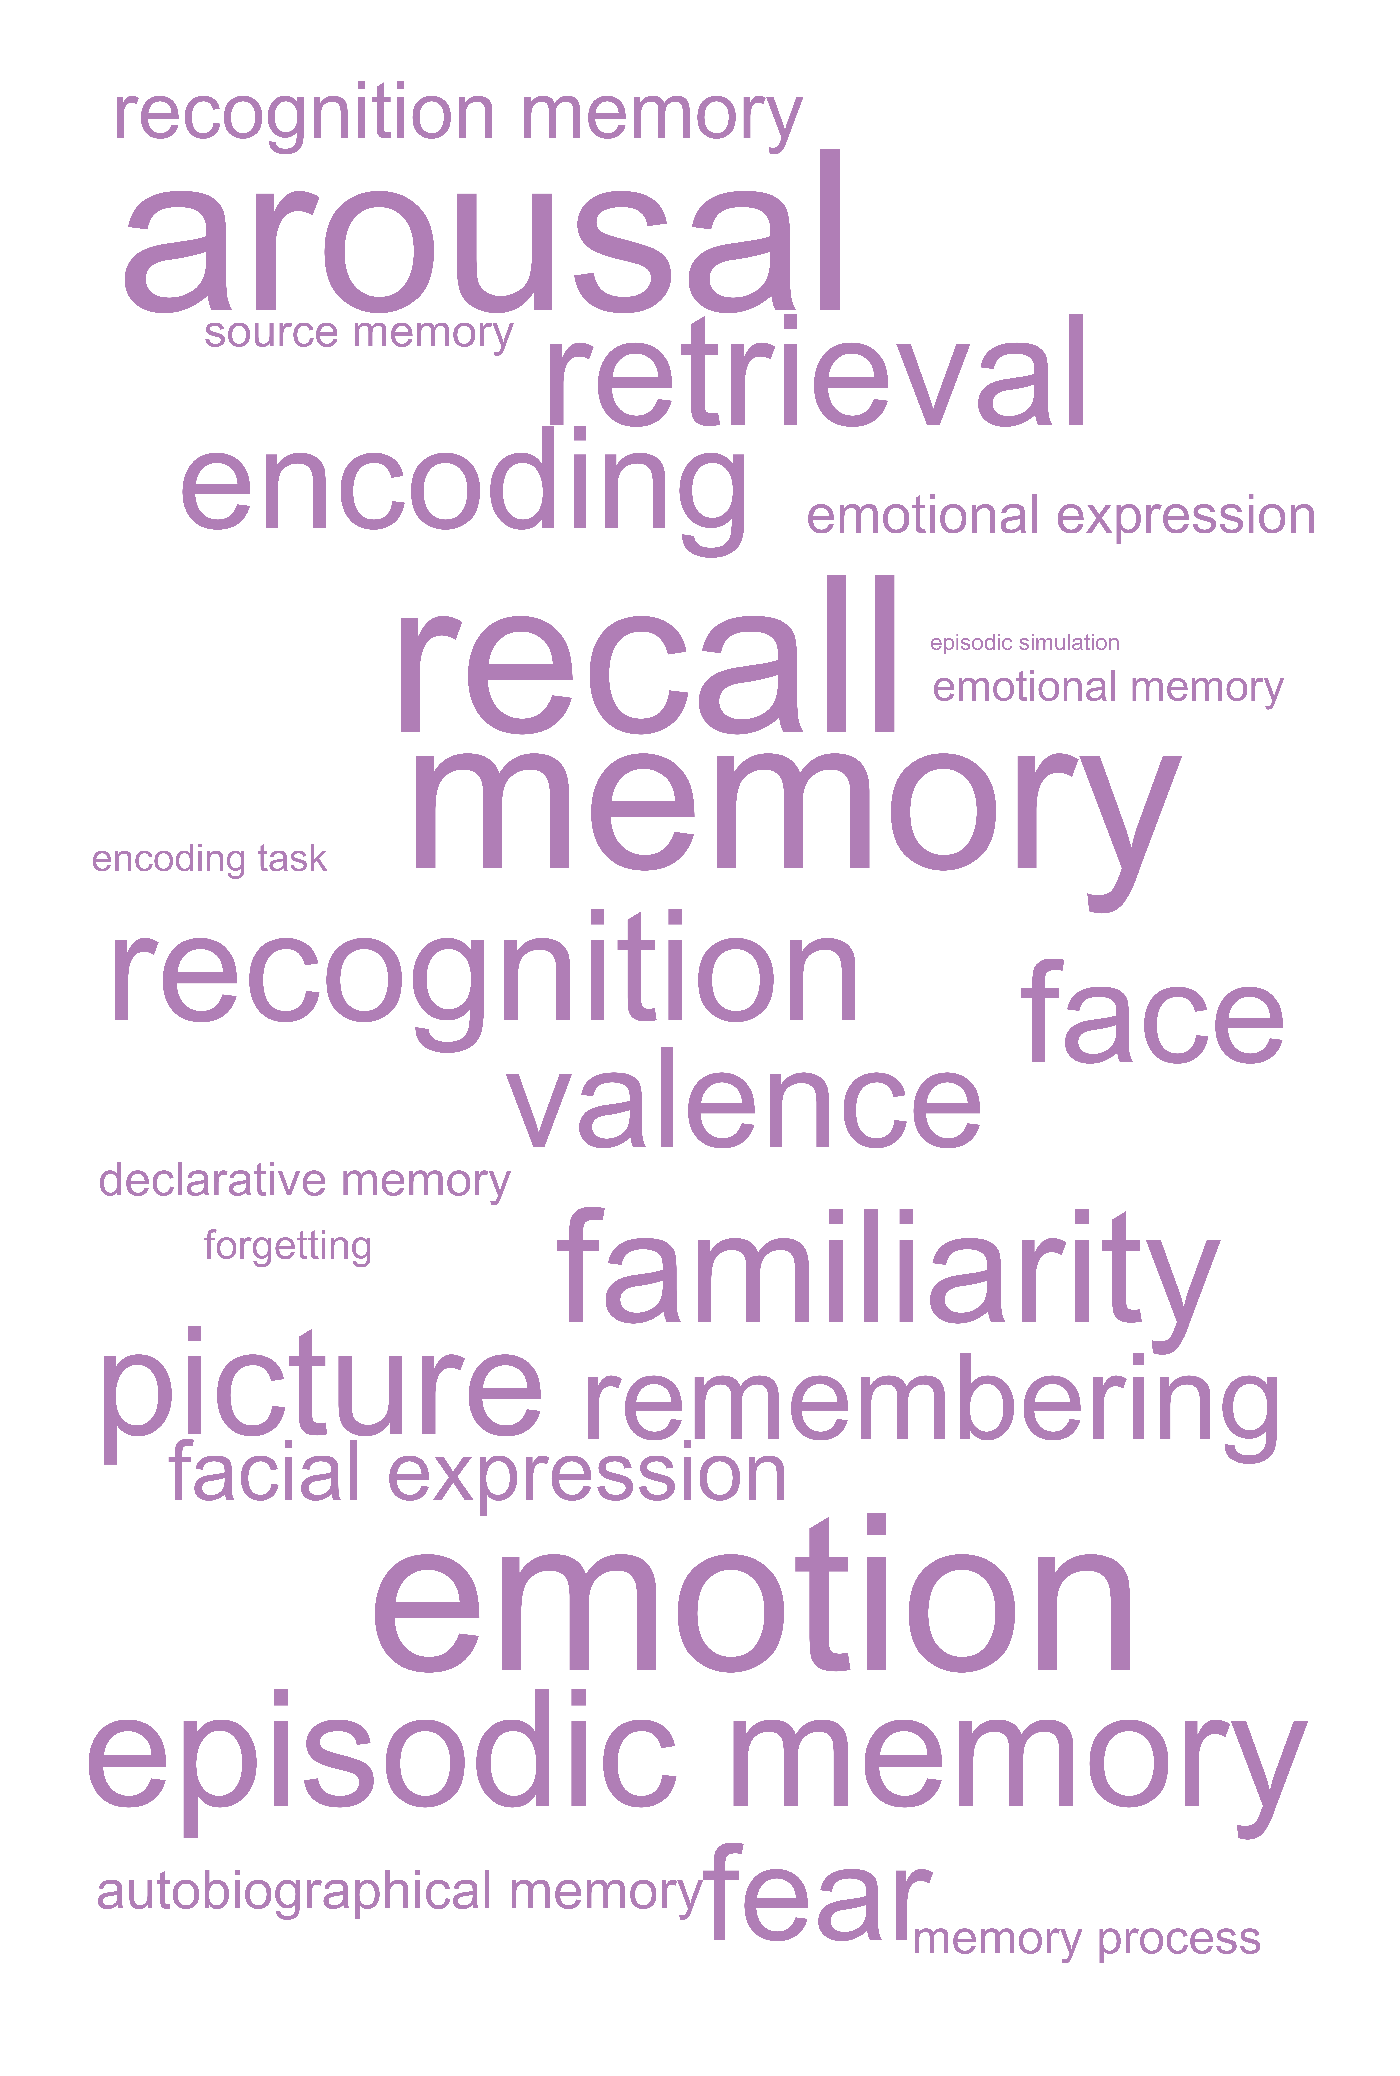 recognition memory
arousal
source memory
retrieval
encoding
emotional expression
recall
episodic simulation
emotional memory
memory
encoding task
recognition
face
valence
declarative memory
forgetting
familiarity
picture
remembering
facial expression
emotion
episodic memory
autobiographical memory
fear
memory process